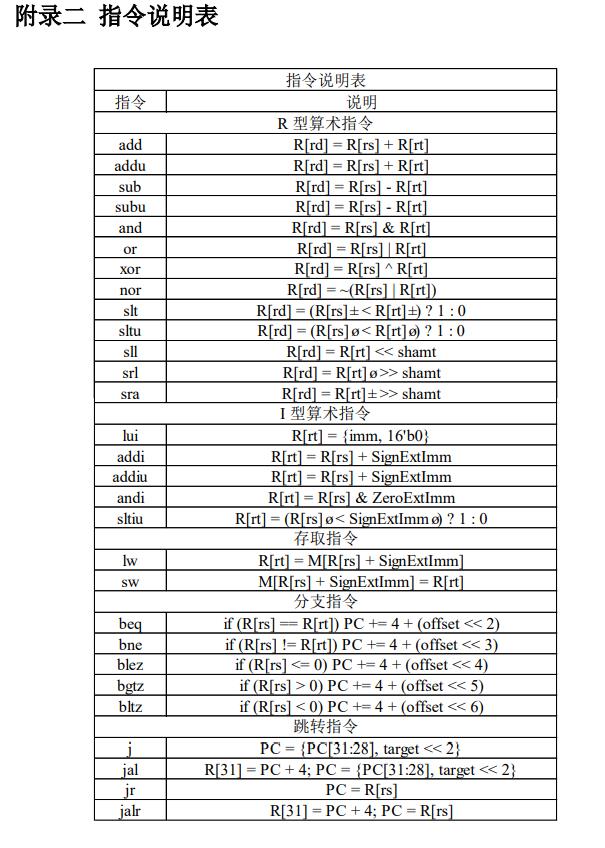 附录二 指令说明表
指令说明表
指令 说明
R 型算术指令
add R[rd] = R[rs] + R[rt]
addu R[rd] = R[rs] + R[rt]
sub R[rd] = R[rs] - R[rt]
subu R[rd] = R[rs] - R[rt]
and R[rd] = R[rs] & R[rt]
or R[rd] = R[rs] | R[rt]
xor R[rd] = R[rs] ^ R[rt]
nor R[rd] = ~(R[rs] | R[rt])
slt R[rd] = (R[rs]± < R[rt]±) ? 1 : 0
sltu R[rd] = (R[rs]ø < R[rt]ø) ? 1 : 0
sll R[rd] = R[rt] << shamt
srl R[rd] = R[rt]ø >> shamt
sra R[rd] = R[rt]± >> shamt
I 型算术指令
lui R[rt] = {imm, 16'b0}
addi R[rt] = R[rs] + SignExtImm
addiu R[rt] = R[rs] + SignExtImm
andi R[rt] = R[rs] & ZeroExtImm
sltiu R[rt] = (R[rs]ø < SignExtImmø) ? 1 : 0
存取指令
lw R[rt] = M[R[rs] + SignExtImm]
sw M[R[rs] + SignExtImm] = R[rt]
分支指令
beq if (R[rs] == R[rt]) PC += 4 + (offset << 2)
bne if (R[rs] != R[rt]) PC += 4 + (offset << 3)
blez if (R[rs] <= 0) PC += 4 + (offset << 4)
bgtz if (R[rs] > 0) PC += 4 + (offset << 5)
bltz if (R[rs] < 0) PC += 4 + (offset << 6)
跳转指令
j PC = {PC[31:28], target << 2}
jal R[31] = PC + 4; PC = {PC[31:28], target << 2}
jr PC = R[rs]
jalr R[31] = PC + 4; PC = R[rs]